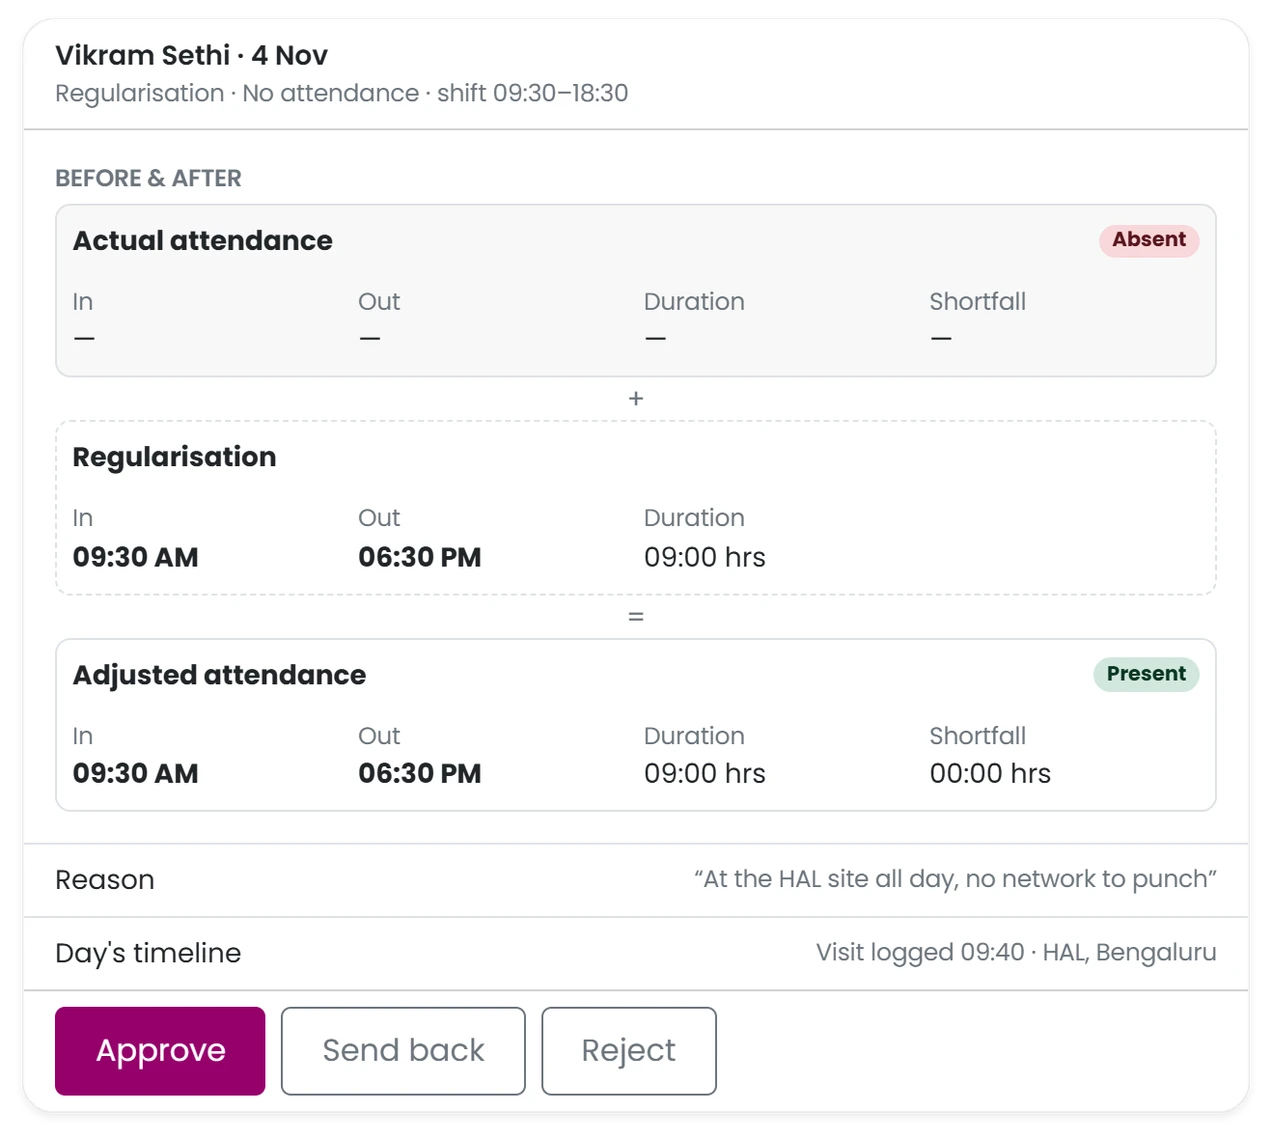 Vikram Sethi · 4 Nov
Regularisation · No attendance · shift 09:30–18:30
BEFORE & AFTER
Actual attendance Absent
In Out Duration Shortfall
— — — —
+
Regularisation
In Out Duration
09:30 AM 06:30 PM 09:00 hrs
=
Adjusted attendance Present
In Out Duration Shortfall
09:30 AM 06:30 PM 09:00 hrs 00:00 hrs
Reason “At the HAL site all day, no network to punch”
Day's timeline Visit logged 09:40 · HAL, Bengaluru
Approve Send back Reject